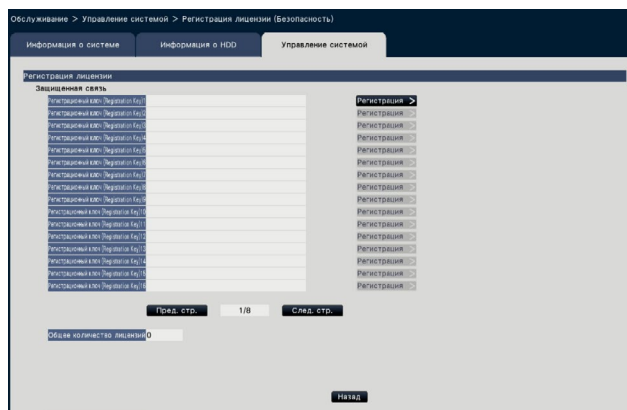 Обслуживание > Управление системой > Регистрация лицензии (Безопасность)
Информация о системе Информация о HDD Управление системой
Регистрация лицензии
Защищенная связь
Регистрационный ключ (Registration Key)1 Регистрация >
Регистрационный ключ (Registration Key)2 Регистрация >
Регистрационный ключ (Registration Key)3 Регистрация >
Регистрационный ключ (Registration Key)4 Регистрация >
Регистрационный ключ (Registration Key)5 Регистрация >
Регистрационный ключ (Registration Key)6 Регистрация >
Регистрационный ключ (Registration Key)7 Регистрация >
Регистрационный ключ (Registration Key)8 Регистрация >
Регистрационный ключ (Registration Key)9 Регистрация >
Регистрационный ключ (Registration Key)10 Регистрация >
Регистрационный ключ (Registration Key)11 Регистрация >
Регистрационный ключ (Registration Key)12 Регистрация >
Регистрационный ключ (Registration Key)13 Регистрация >
Регистрационный ключ (Registration Key)14 Регистрация >
Регистрационный ключ (Registration Key)15 Регистрация >
Регистрационный ключ (Registration Key)16 Регистрация >
Пред. стр. 1/8 След. стр.
Общее количество лицензий 0
Назад